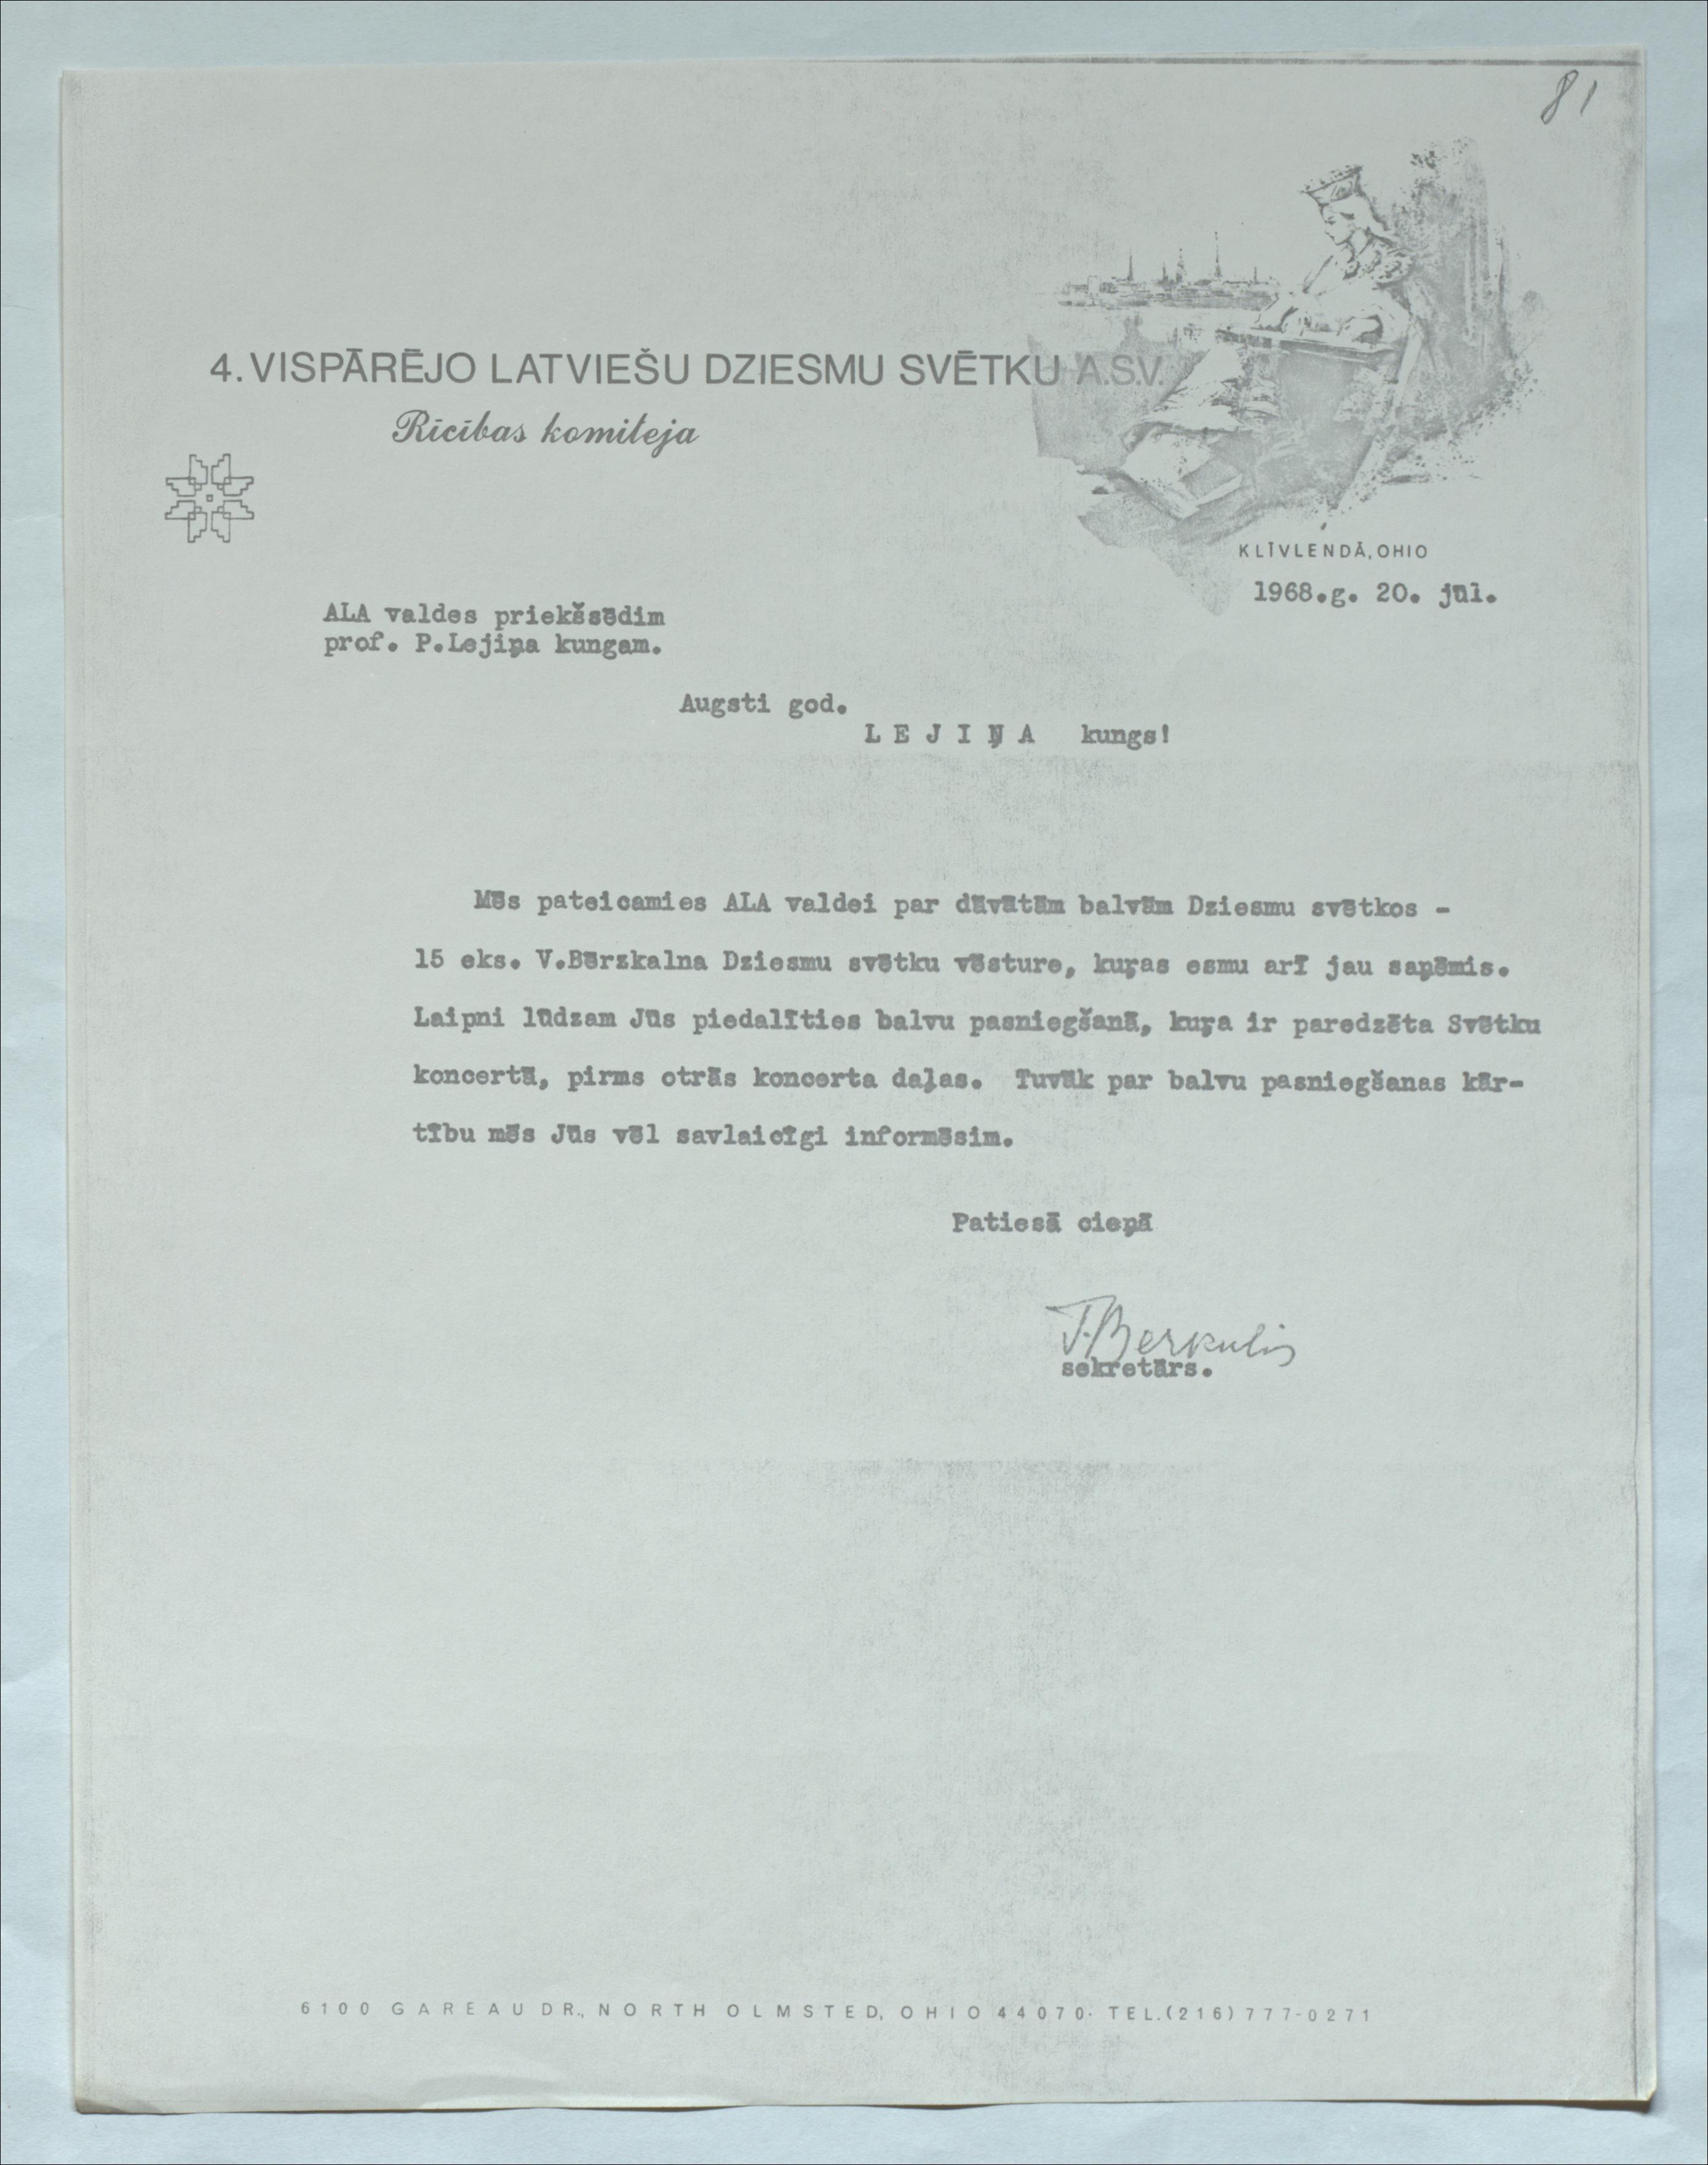 81
4. VISPĀRĒJO LATVIEŠU DZIESMU SVĒTKU A.S.V.
Rīcības komiteja
KLĪVLENDĀ, OHIO
1968.g. 20. jūl.
ALA valdes priekšsēdim
prof. P.Lejiņa kungam.
Augsti god.
L E J I Ņ A kungs!
Mēs pateicamies ALA valdei par dāvātām balvām Dziesmu svētkos -
15 eks. V.Bērzkalna Dziesmu svētku vēsture, kuŗas esmu arī jau saņēmis.
Laipni lūdzam Jūs piedalīties balvu pasniegšanā, kuŗa ir paredzēta Svētku
koncertā, pirms otrās koncerta daļas. Tuvāk par balvu pasniegšanas kār-
tību mēs Jūs vēl savlaicīgi informēsim.
Patiesā cieņā
T.Berkulis
sekretārs.
6100 GAREAU DR., NORTH OLMSTED, OHIO 44070· TEL.(216) 777-0271